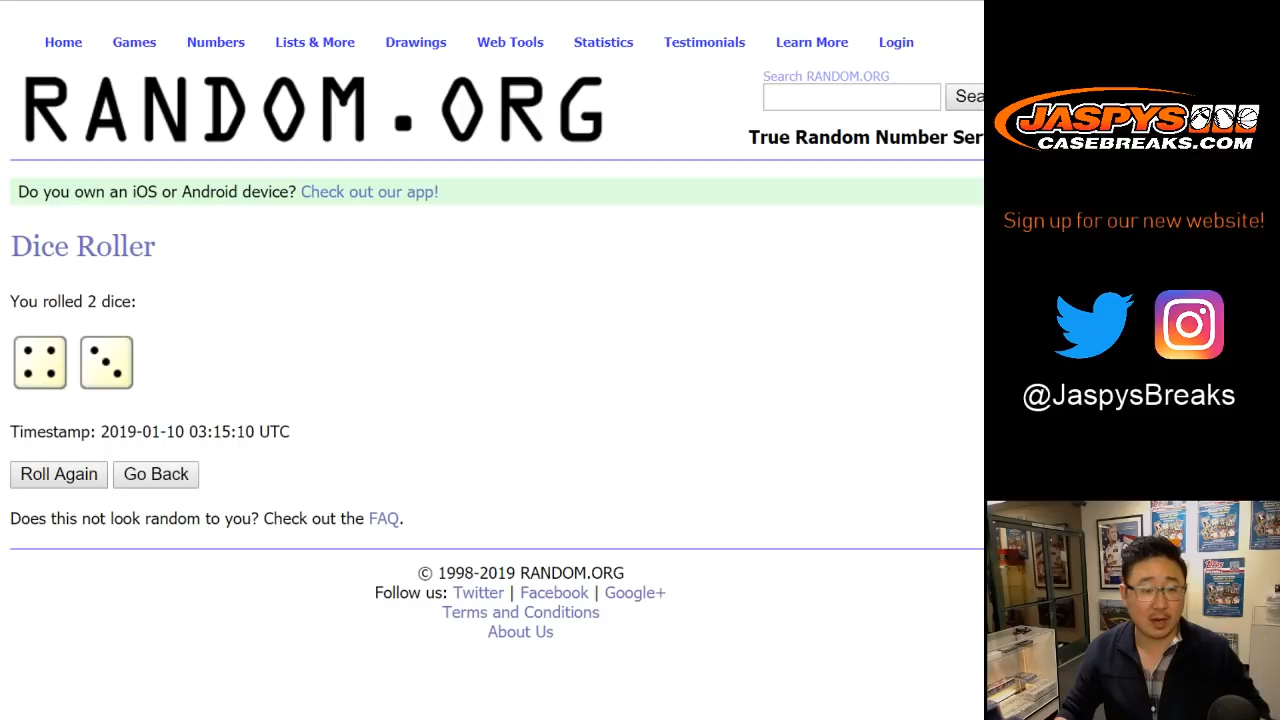 Home Games Numbers Lists & More Drawings Web Tools Statistics Testimonials Learn More Login
RANDOM.ORG
Search RANDOM.ORG
Sea
True Random Number Ser
Do you own an iOS or Android device? Check out our app!
Dice Roller
You rolled 2 dice:
Timestamp: 2019-01-10 03:15:10 UTC
Roll Again Go Back
Does this not look random to you? Check out the FAQ.
© 1998-2019 RANDOM.ORG
Follow us: Twitter | Facebook | Google+
Terms and Conditions
About Us
JASPYS
CASEBREAKS.COM
Sign up for our new website!
@JaspysBreaks
Topps